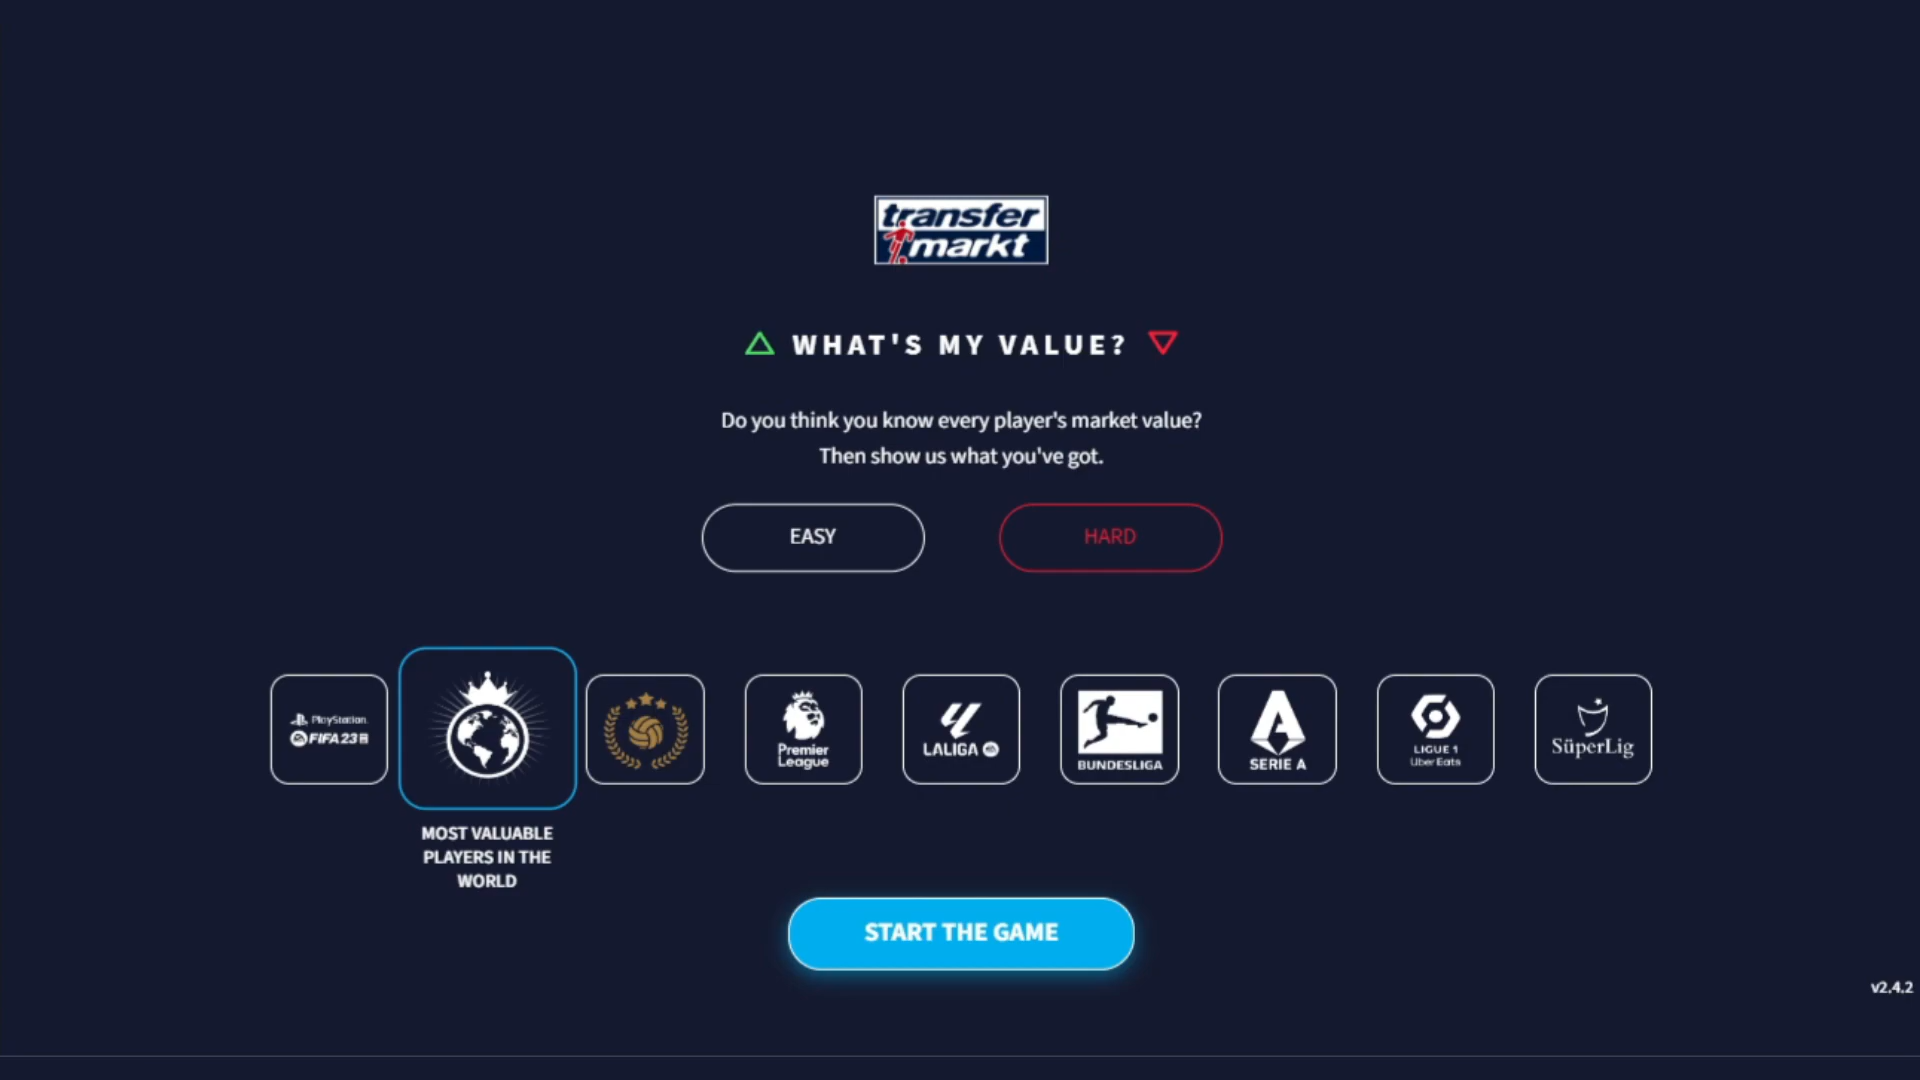 transfer
markt
WHAT'S MY VALUE?
Do you think you know every player's market value?
Then show us what you've got.
EASY
HARD
PlayStation.
FIFA 23
Premier
League
LALIGA
BUNDESLIGA
SERIE A
LIGUE 1
Uber Eats
SüperLig
MOST VALUABLE
PLAYERS IN THE
WORLD
START THE GAME
v2.4.2